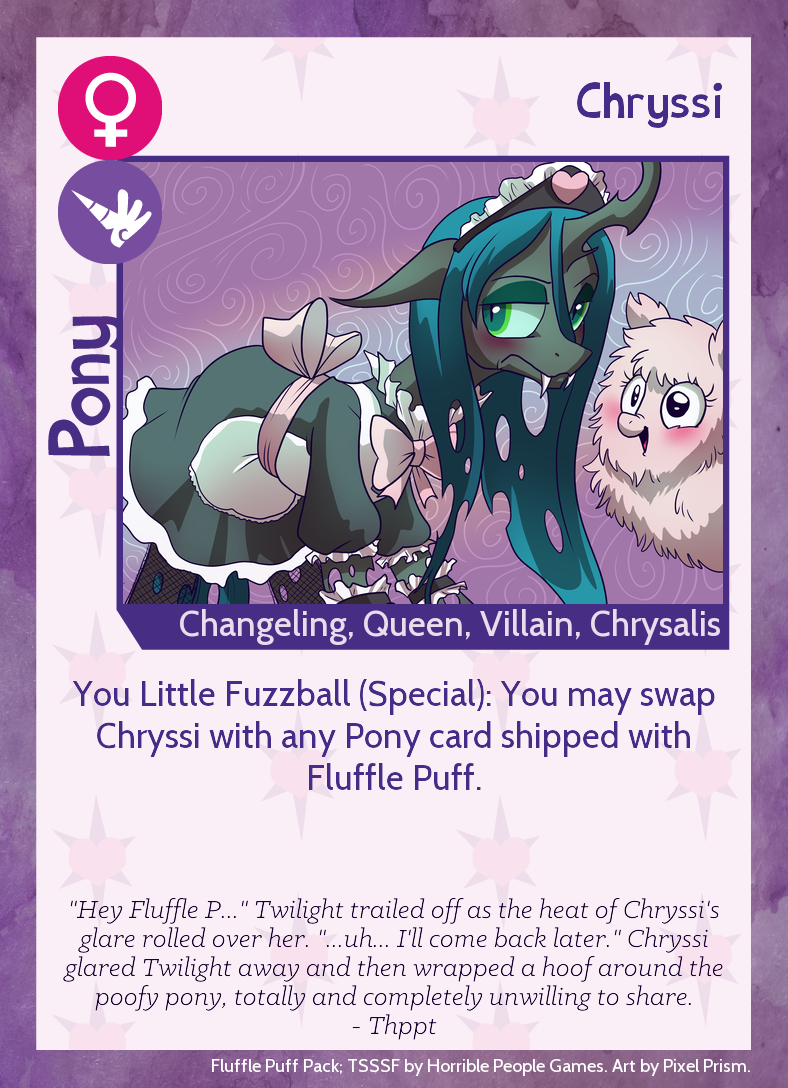 Chryssi
Pony
Changeling, Queen, Villain, Chrysalis
You Little Fuzzball (Special): You may swap
Chryssi with any Pony card shipped with
Fluffle Puff.
"Hey Fluffle P..." Twilight trailed off as the heat of Chryssi's
glare rolled over her. "...uh... I'll come back later." Chryssi
glared Twilight away and then wrapped a hoof around the
poofy pony, totally and completely unwilling to share.
- Thppt
Fluffle Puff Pack; TSSSF by Horrible People Games. Art by Pixel Prism.